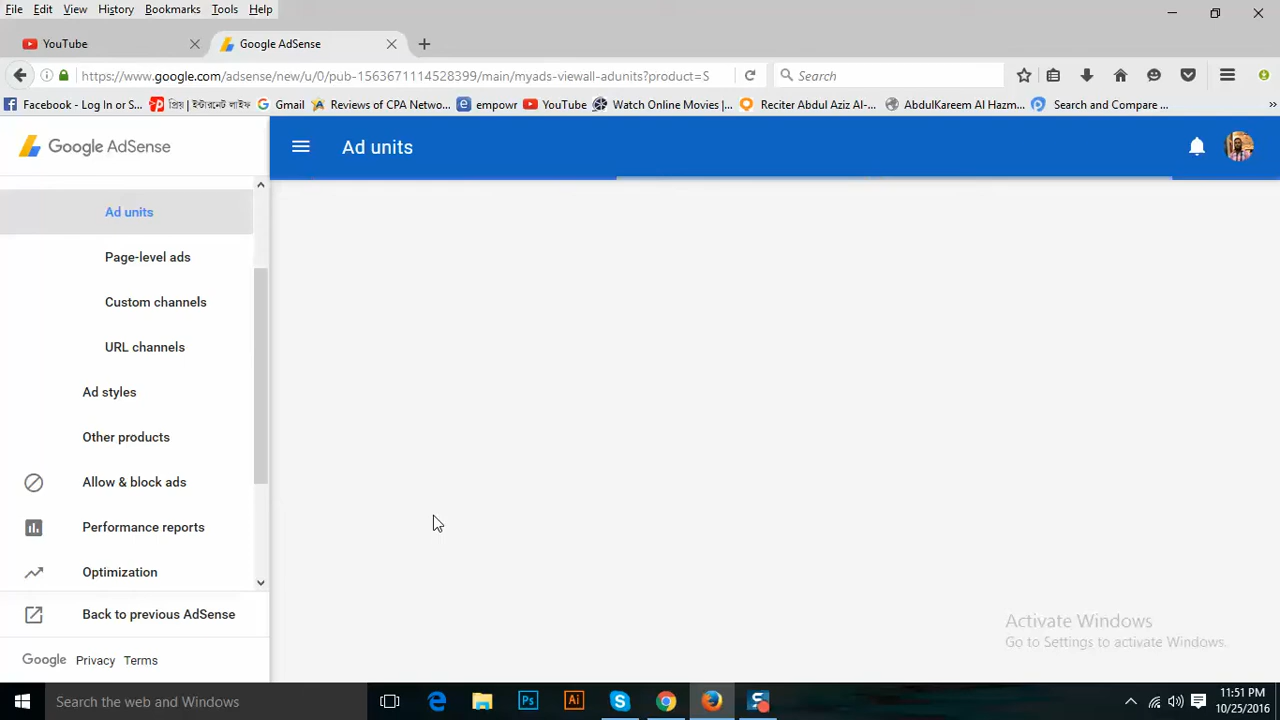 File Edit View History Bookmarks Tools Help
YouTube Google AdSense
https://www.google.com/adsense/new/u/0/pub-1563671114528399/main/myads-viewall-adunits?product=S Search
Facebook - Log In or S... প্রিয় | ইন্টারনেট লাইফ Gmail Reviews of CPA Netwo... empowr YouTube Watch Online Movies |... Reciter Abdul Aziz Al-... AbdulKareem Al Hazm... Search and Compare ... »
Google AdSense
Ad units
Ad units
Page-level ads
Custom channels
URL channels
Ad styles
Other products
Allow & block ads
Performance reports
Optimization
Back to previous AdSense
Google Privacy Terms
Activate Windows
Go to Settings to activate Windows.
Search the web and Windows
Ps Ai
11:51 PM
10/25/2016